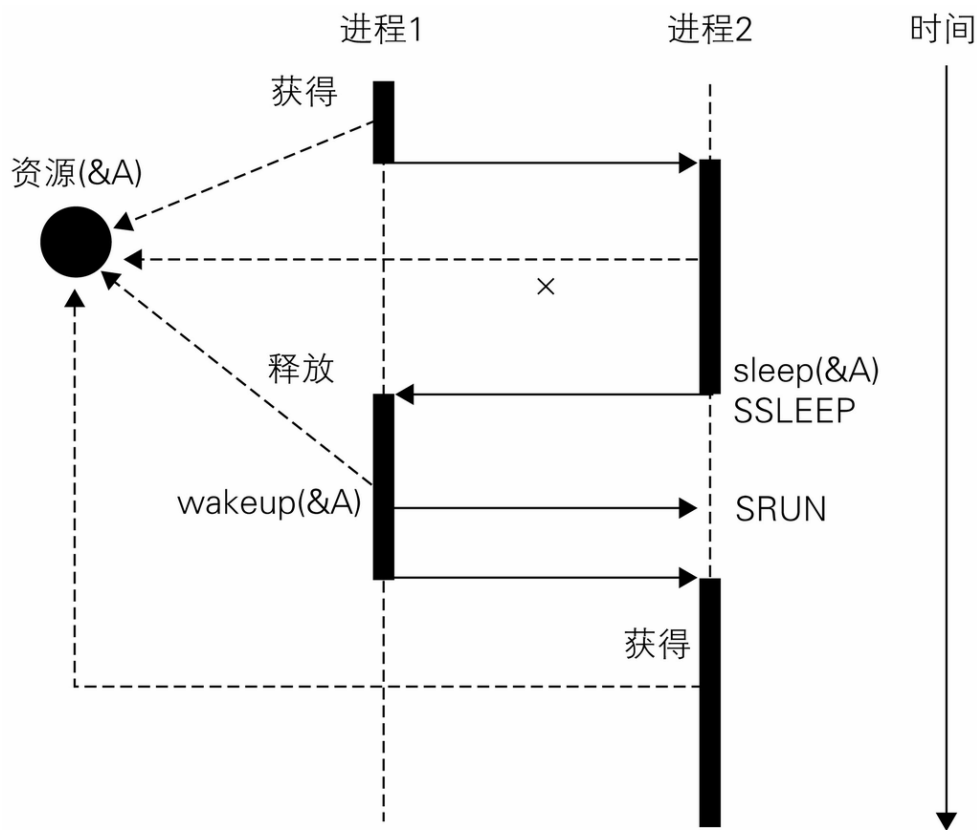 进程1
进程2
时间
获得
资源(&A)
×
释放
sleep(&A)
SSLEEP
wakeup(&A)
SRUN
获得